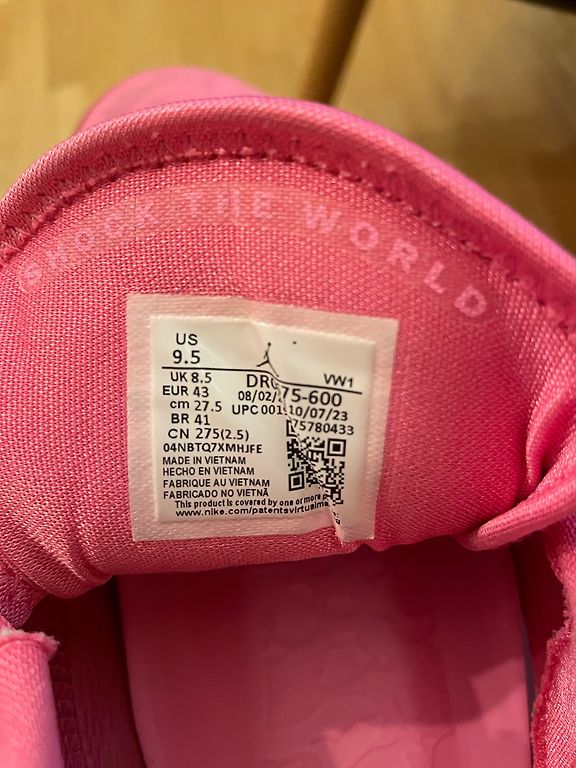 SHOCK THE WORLD
US
9.5
VW1
UK 8.5
EUR 43
75-600
cm 27.5
08/02/
10/07/23
BR 41
UPC
75780433
CN 275(2.5)
04NBTQ7XMHJFE
MADE IN VIETNAM
HECHO EN VIETNAM
FABRIQUE AU VIETNAM
FABRICADO NO VIETNÃ
This product is covered by one or more
www.nike.com/patents